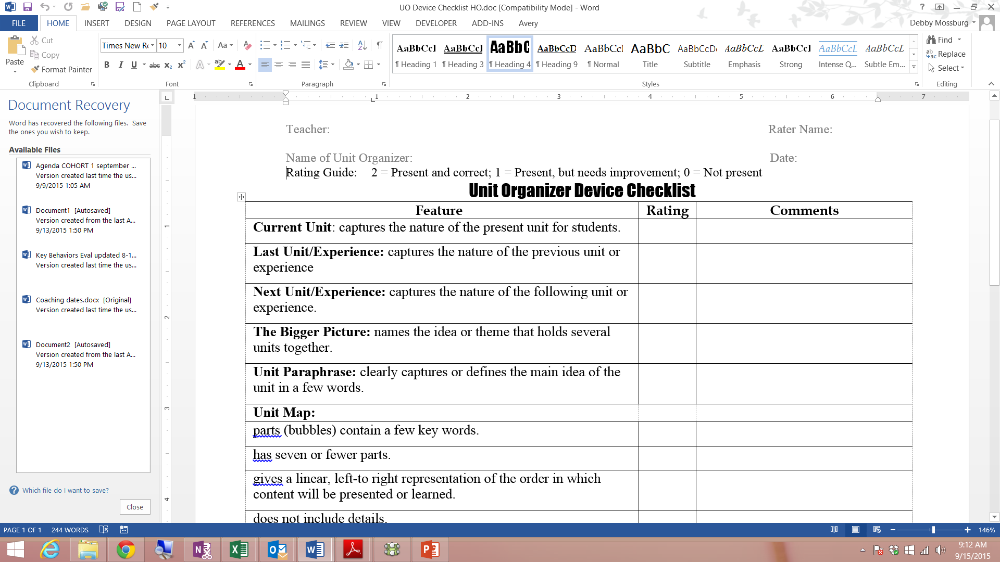 UO Device Checklist HO.doc [Compatibility Mode] - Word
FILE HOME INSERT DESIGN PAGE LAYOUT REFERENCES MAILINGS REVIEW VIEW DEVELOPER ADD-INS Avery Debby Mossburg
Paste
Cut
Copy
Format Painter
Clipboard
Times New Rc 10
Font
Paragraph
AaBbCcI AaBbCcI AaBbC AaBbCcD AaBbCcI AaBbC AaBbCcDc AaBbCcL AaBbCcI AaBbCcL AaBbCcL
¶ Heading 1 ¶ Heading 3 ¶ Heading 4 ¶ Heading 9 ¶ Normal Title Subtitle Emphasis Strong Intense Q... Subtle Em...
Styles
Find
Replace
Select
Editing
Document Recovery
Word has recovered the following files. Save
the ones you wish to keep.
Available Files
Agenda COHORT 1 september ...
Version created last time the us...
9/9/2015 1:05 AM
Document1 [Autosaved]
Version created from the last A...
9/13/2015 1:50 PM
Key Behaviors Eval updated 8-1...
Version created last time the us...
Coaching dates.docx [Original]
Version created last time the us...
Document2 [Autosaved]
Version created from the last A...
9/13/2015 1:50 PM
Which file do I want to save?
Close
1 1 2 3 4 5 6 7
1
2
3
4
Teacher: Rater Name:
Name of Unit Organizer: Date:
Rating Guide: 2 = Present and correct; 1 = Present, but needs improvement; 0 = Not present
Unit Organizer Device Checklist
Feature Rating Comments
Current Unit: captures the nature of the present unit for students.
Last Unit/Experience: captures the nature of the previous unit or
experience
Next Unit/Experience: captures the nature of the following unit or
experience.
The Bigger Picture: names the idea or theme that holds several
units together.
Unit Paraphrase: clearly captures or defines the main idea of the
unit in a few words.
Unit Map:
parts (bubbles) contain a few key words.
has seven or fewer parts.
gives a linear, left-to right representation of the order in which
content will be presented or learned.
does not include details.
PAGE 1 OF 1 244 WORDS 146%
9:12 AM
9/15/2015